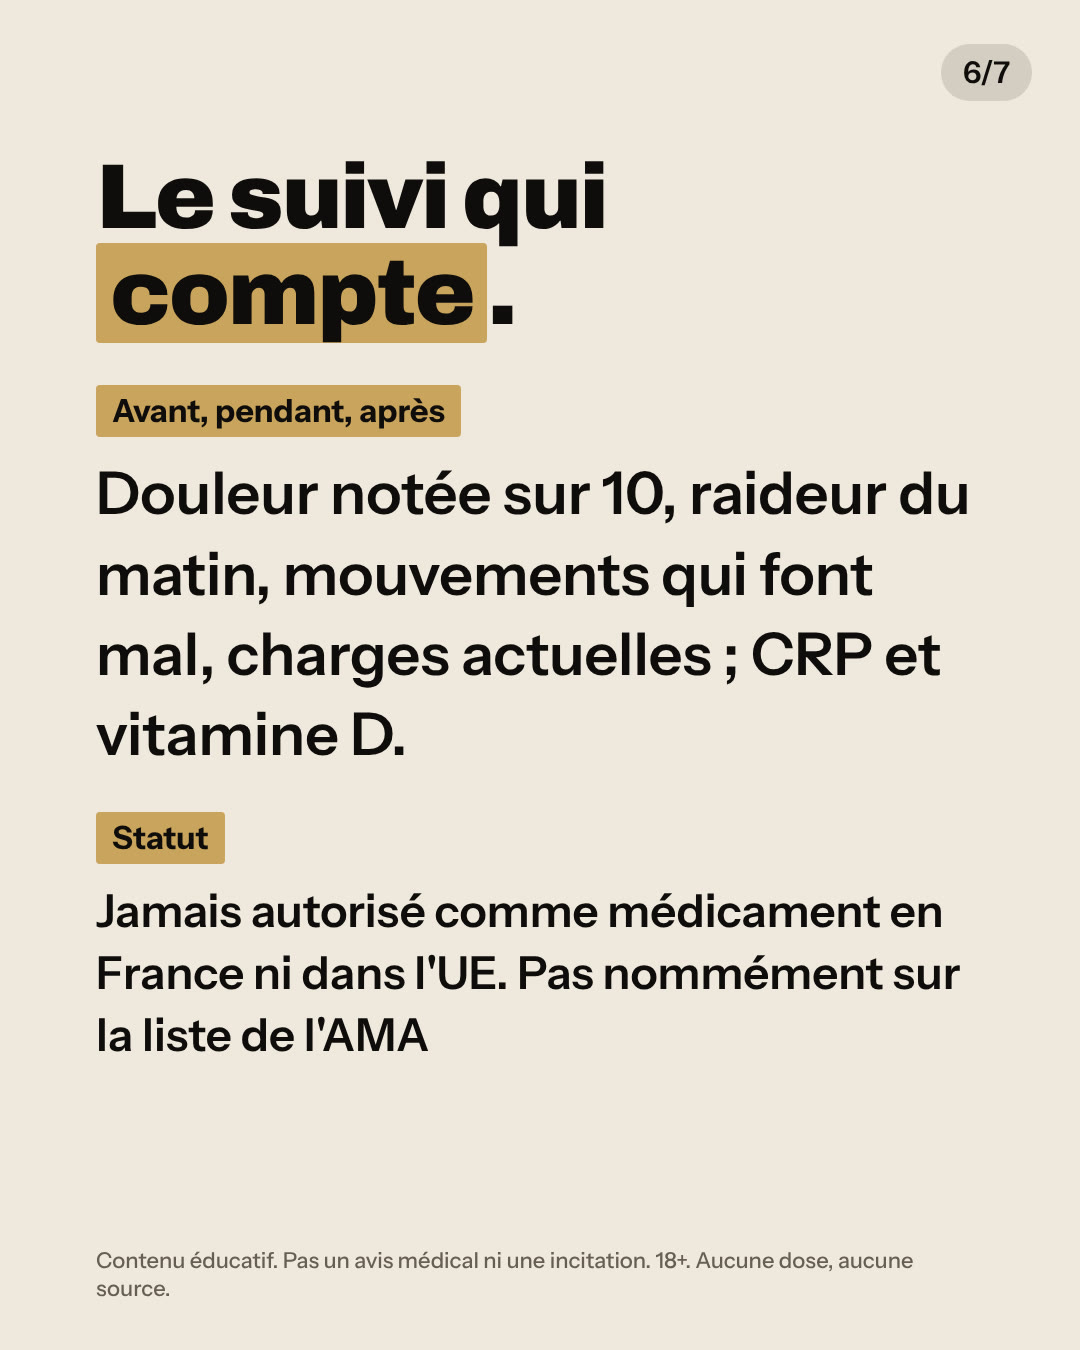 6/7
Le suivi qui
compte.
Avant, pendant, après
Douleur notée sur 10, raideur du
matin, mouvements qui font
mal, charges actuelles ; CRP et
vitamine D.
Statut
Jamais autorisé comme médicament en
France ni dans l'UE. Pas nommément sur
la liste de l'AMA
Contenu éducatif. Pas un avis médical ni une incitation. 18+. Aucune dose, aucune
source.